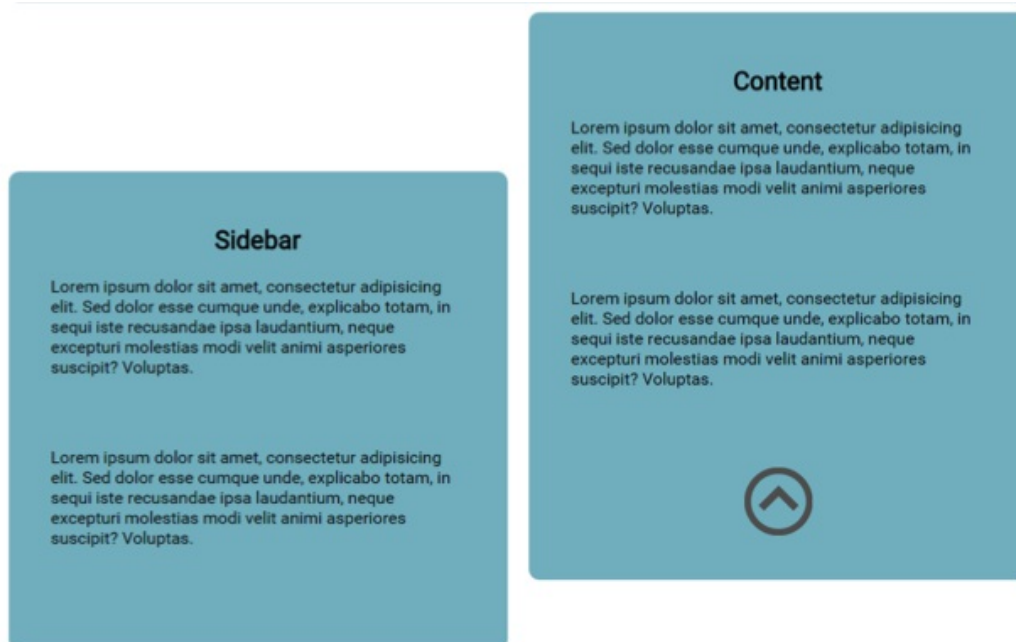 Sidebar
Lorem ipsum dolor sit amet, consectetur adipisicing
elit. Sed dolor esse cumque unde, explicabo totam, in
sequi iste recusandae ipsa laudantium, neque
excepturi molestias modi velit animi asperiores
suscipit? Voluptas.
Lorem ipsum dolor sit amet, consectetur adipisicing
elit. Sed dolor esse cumque unde, explicabo totam, in
sequi iste recusandae ipsa laudantium, neque
excepturi molestias modi velit animi asperiores
suscipit? Voluptas.
Content
Lorem ipsum dolor sit amet, consectetur adipisicing
elit. Sed dolor esse cumque unde, explicabo totam, in
sequi iste recusandae ipsa laudantium, neque
excepturi molestias modi velit animi asperiores
suscipit? Voluptas.
Lorem ipsum dolor sit amet, consectetur adipisicing
elit. Sed dolor esse cumque unde, explicabo totam, in
sequi iste recusandae ipsa laudantium, neque
excepturi molestias modi velit animi asperiores
suscipit? Voluptas.